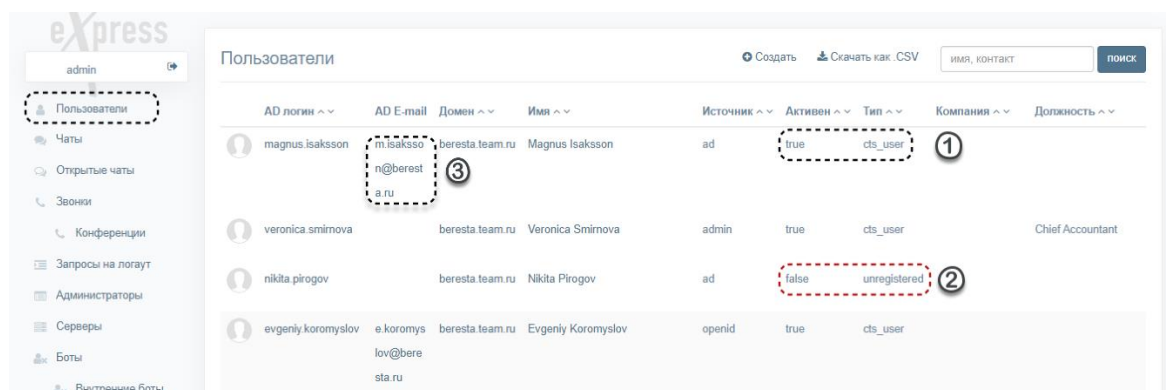 eXpress
admin
Пользователи
Чаты
Открытые чаты
Звонки
Конференции
Запросы на логаут
Администраторы
Серверы
Боты
Внутренние боты
Пользователи
Создать
Скачать как .CSV
имя, контакт
поиск
AD логин AD E-mail Домен Имя Источник Активен Тип Компания Должность
magnus.isaksson m.isaksso beresta.team.ru Magnus Isaksson ad true cts_user 1
n@berest 3
a.ru
veronica.smirnova beresta.team.ru Veronica Smirnova admin true cts_user Chief Accountant
nikita.pirogov beresta.team.ru Nikita Pirogov ad false unregistered 2
evgeniy.koromyslov e.koromys beresta.team.ru Evgeniy Koromyslov openid true cts_user
lov@bere
sta.ru